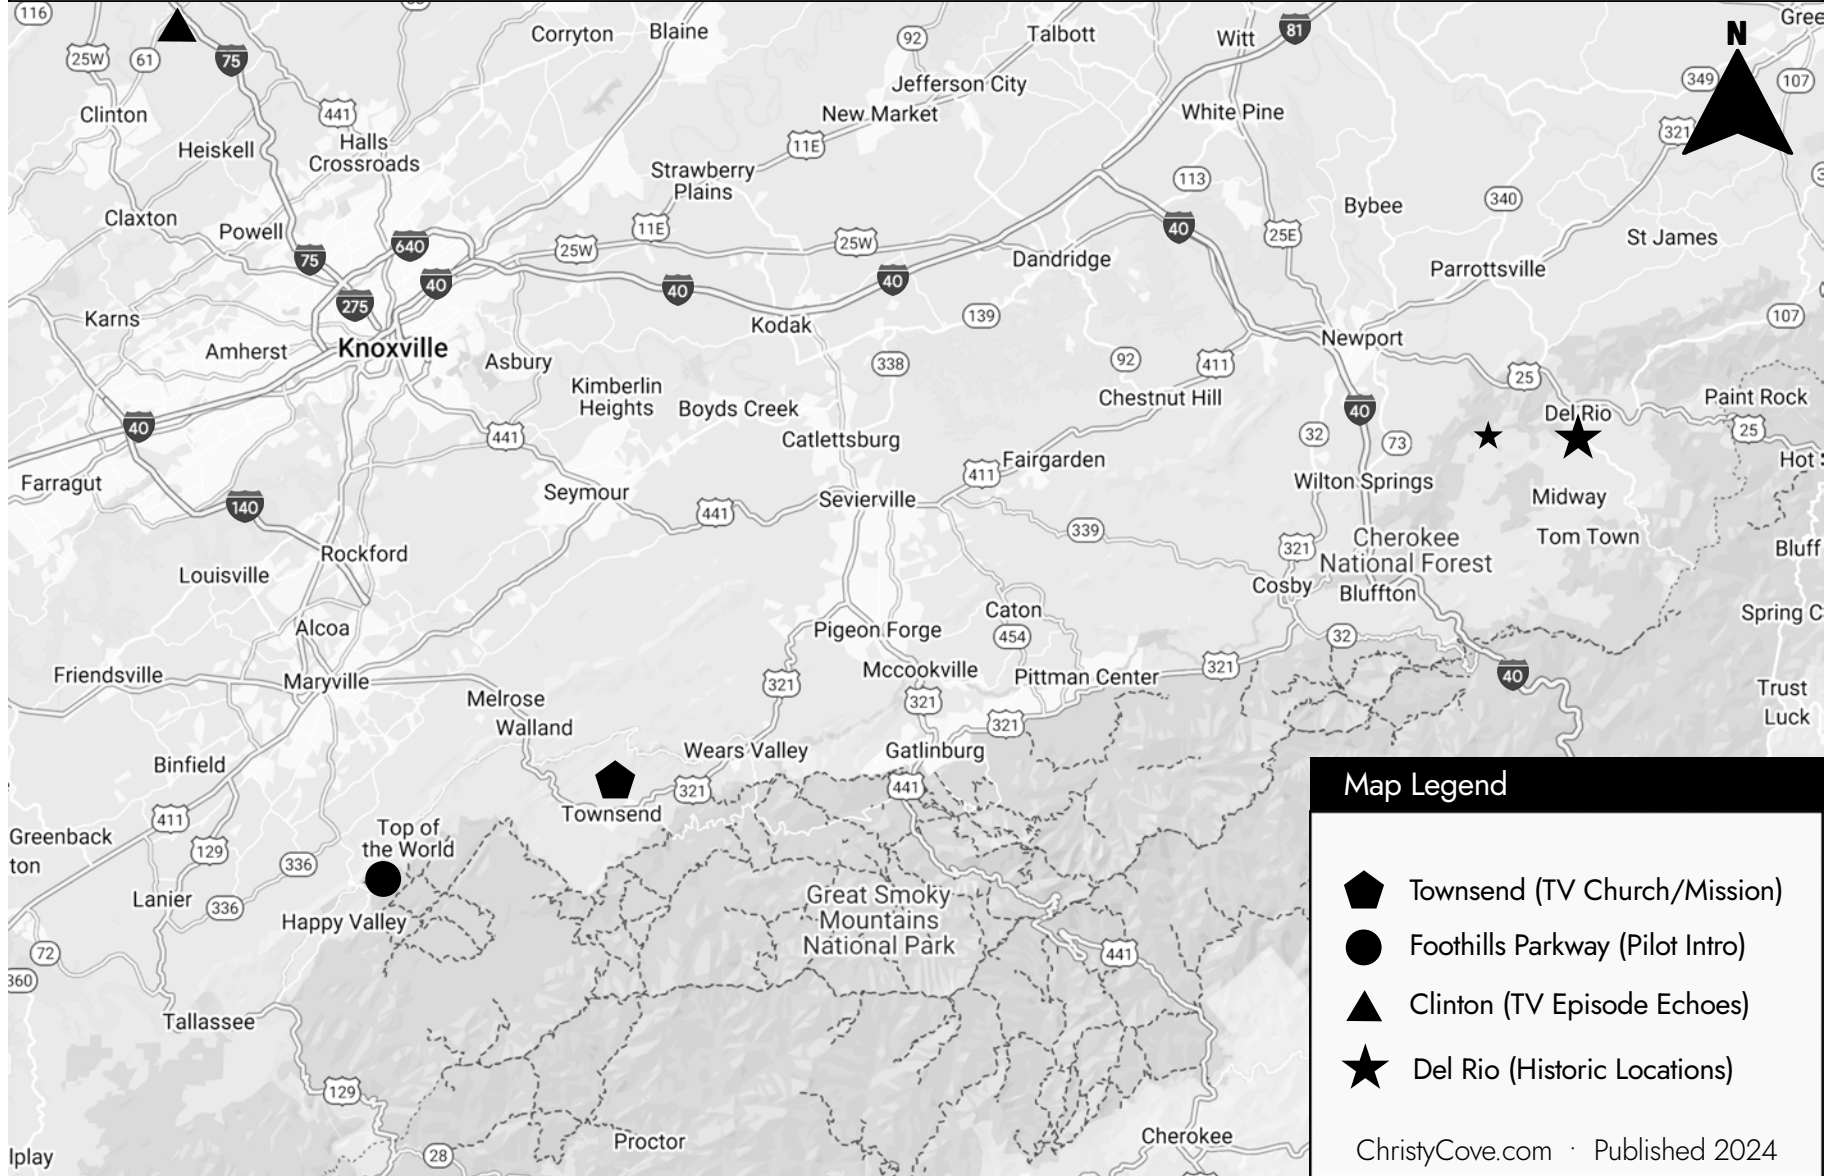 116
Corryton
Blaine
92
Talbott
Witt
81
N
Gree
25W
61
75
Jefferson City
349
107
Clinton
441
New Market
White Pine
321
Heiskell
Halls
Crossroads
11E
Strawberry
Plains
113
340
Claxton
Powell
11E
Bybee
640
25W
25W
40
25E
St James
75
40
40
40
Dandridge
Parrottsville
275
Karns
Kodak
139
107
Amherst
Knoxville
Asbury
338
92
411
Newport
Kimberlin
Heights
Boyds Creek
Chestnut Hill
25
Paint Rock
40
441
Catlettsburg
40
Del Rio
25
32
73
Hot
Farragut
411
Fairgarden
140
Seymour
441
Sevierville
Wilton Springs
Midway
339
Cherokee
National Forest
Tom Town
Rockford
321
Bluff
Louisville
Cosby
Bluffton
Caton
Spring C
Alcoa
Pigeon Forge
454
32
Friendsville
Maryville
321
Mccookville
Pittman Center
321
40
Melrose
321
Trust
Luck
Walland
321
Binfield
Wears Valley
Gatlinburg
321
441
Map Legend
411
Townsend
Greenback
ton
129
336
Top of
the World
Lanier
336
Happy Valley
Great Smoky
Mountains
National Park
72
360
441
Tallassee
129
Proctor
Cherokee
28
lplay
Townsend (TV Church/Mission)
Foothills Parkway (Pilot Intro)
Clinton (TV Episode Echoes)
Del Rio (Historic Locations)
ChristyCove.com · Published 2024